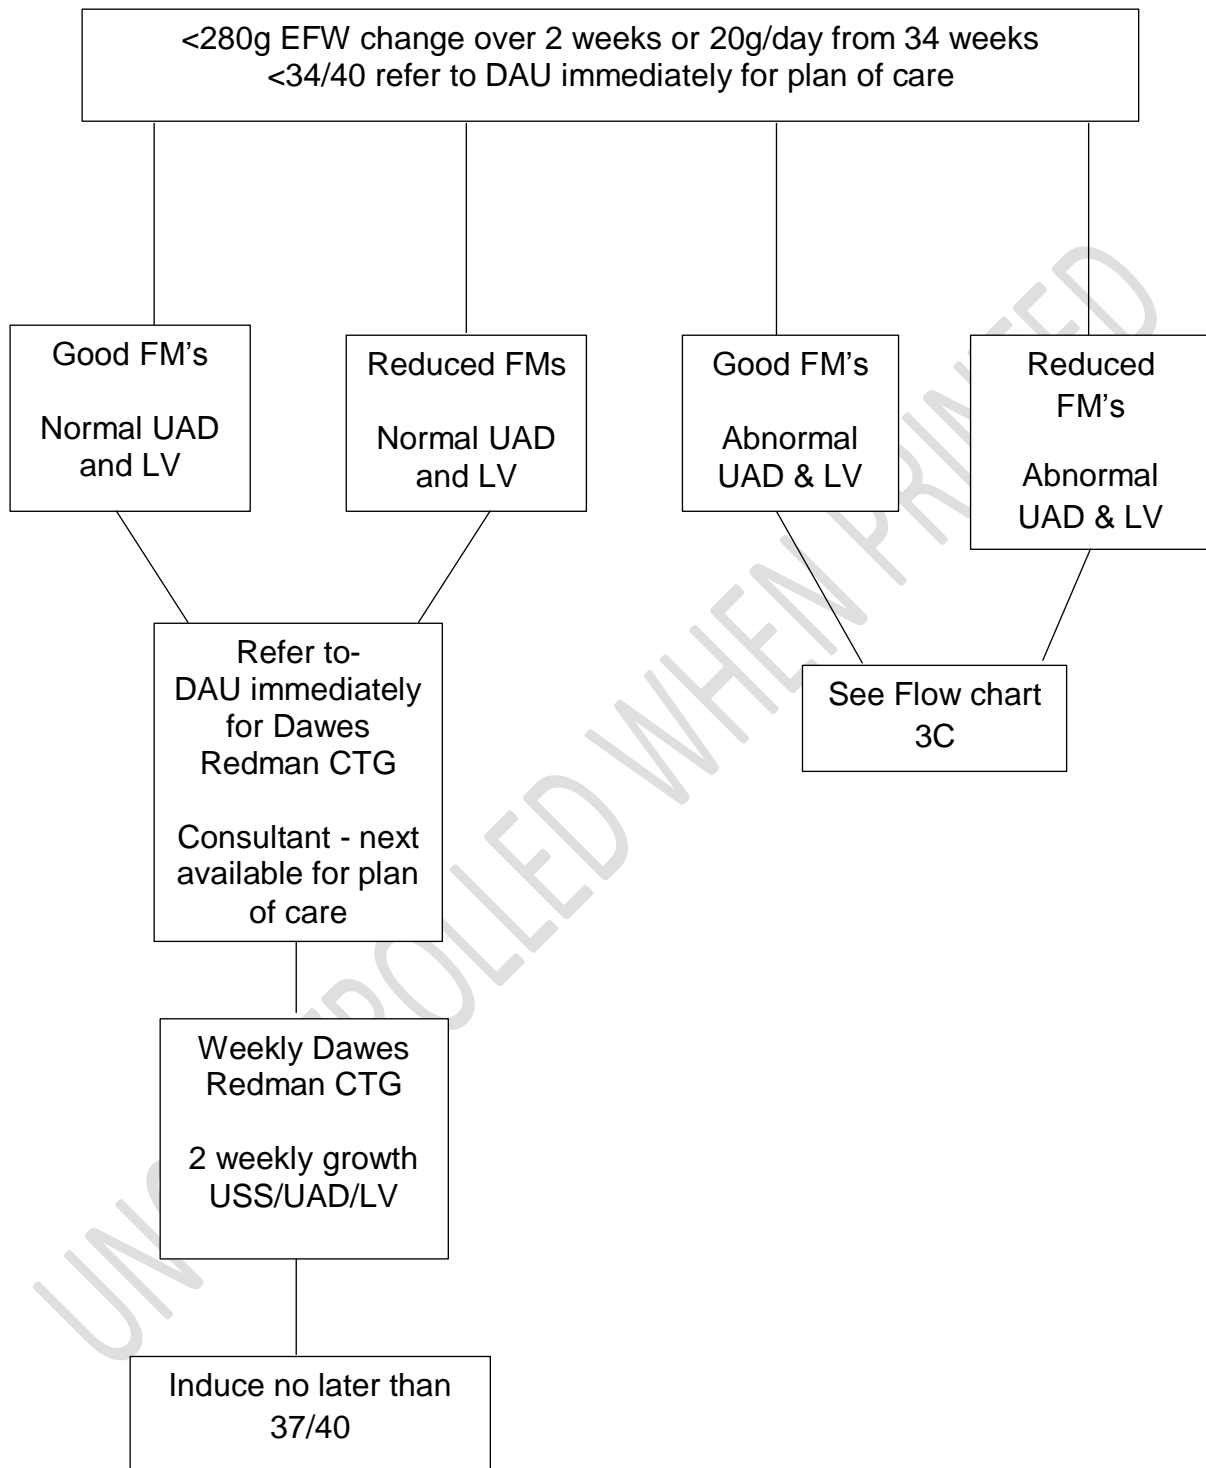 <280g EFW change over 2 weeks or 20g/day from 34 weeks
<34/40 refer to DAU immediately for plan of care
Good FM’s
Normal UAD
and LV
Reduced FMs
Normal UAD
and LV
Good FM’s
Abnormal
UAD & LV
Reduced
FM’s
Abnormal
UAD & LV
Refer to-
DAU immediately
for Dawes
Redman CTG
Consultant - next
available for plan
of care
See Flow chart
3C
Weekly Dawes
Redman CTG
2 weekly growth
USS/UAD/LV
Induce no later than
37/40
UNCONTROLLED WHEN PRINTED